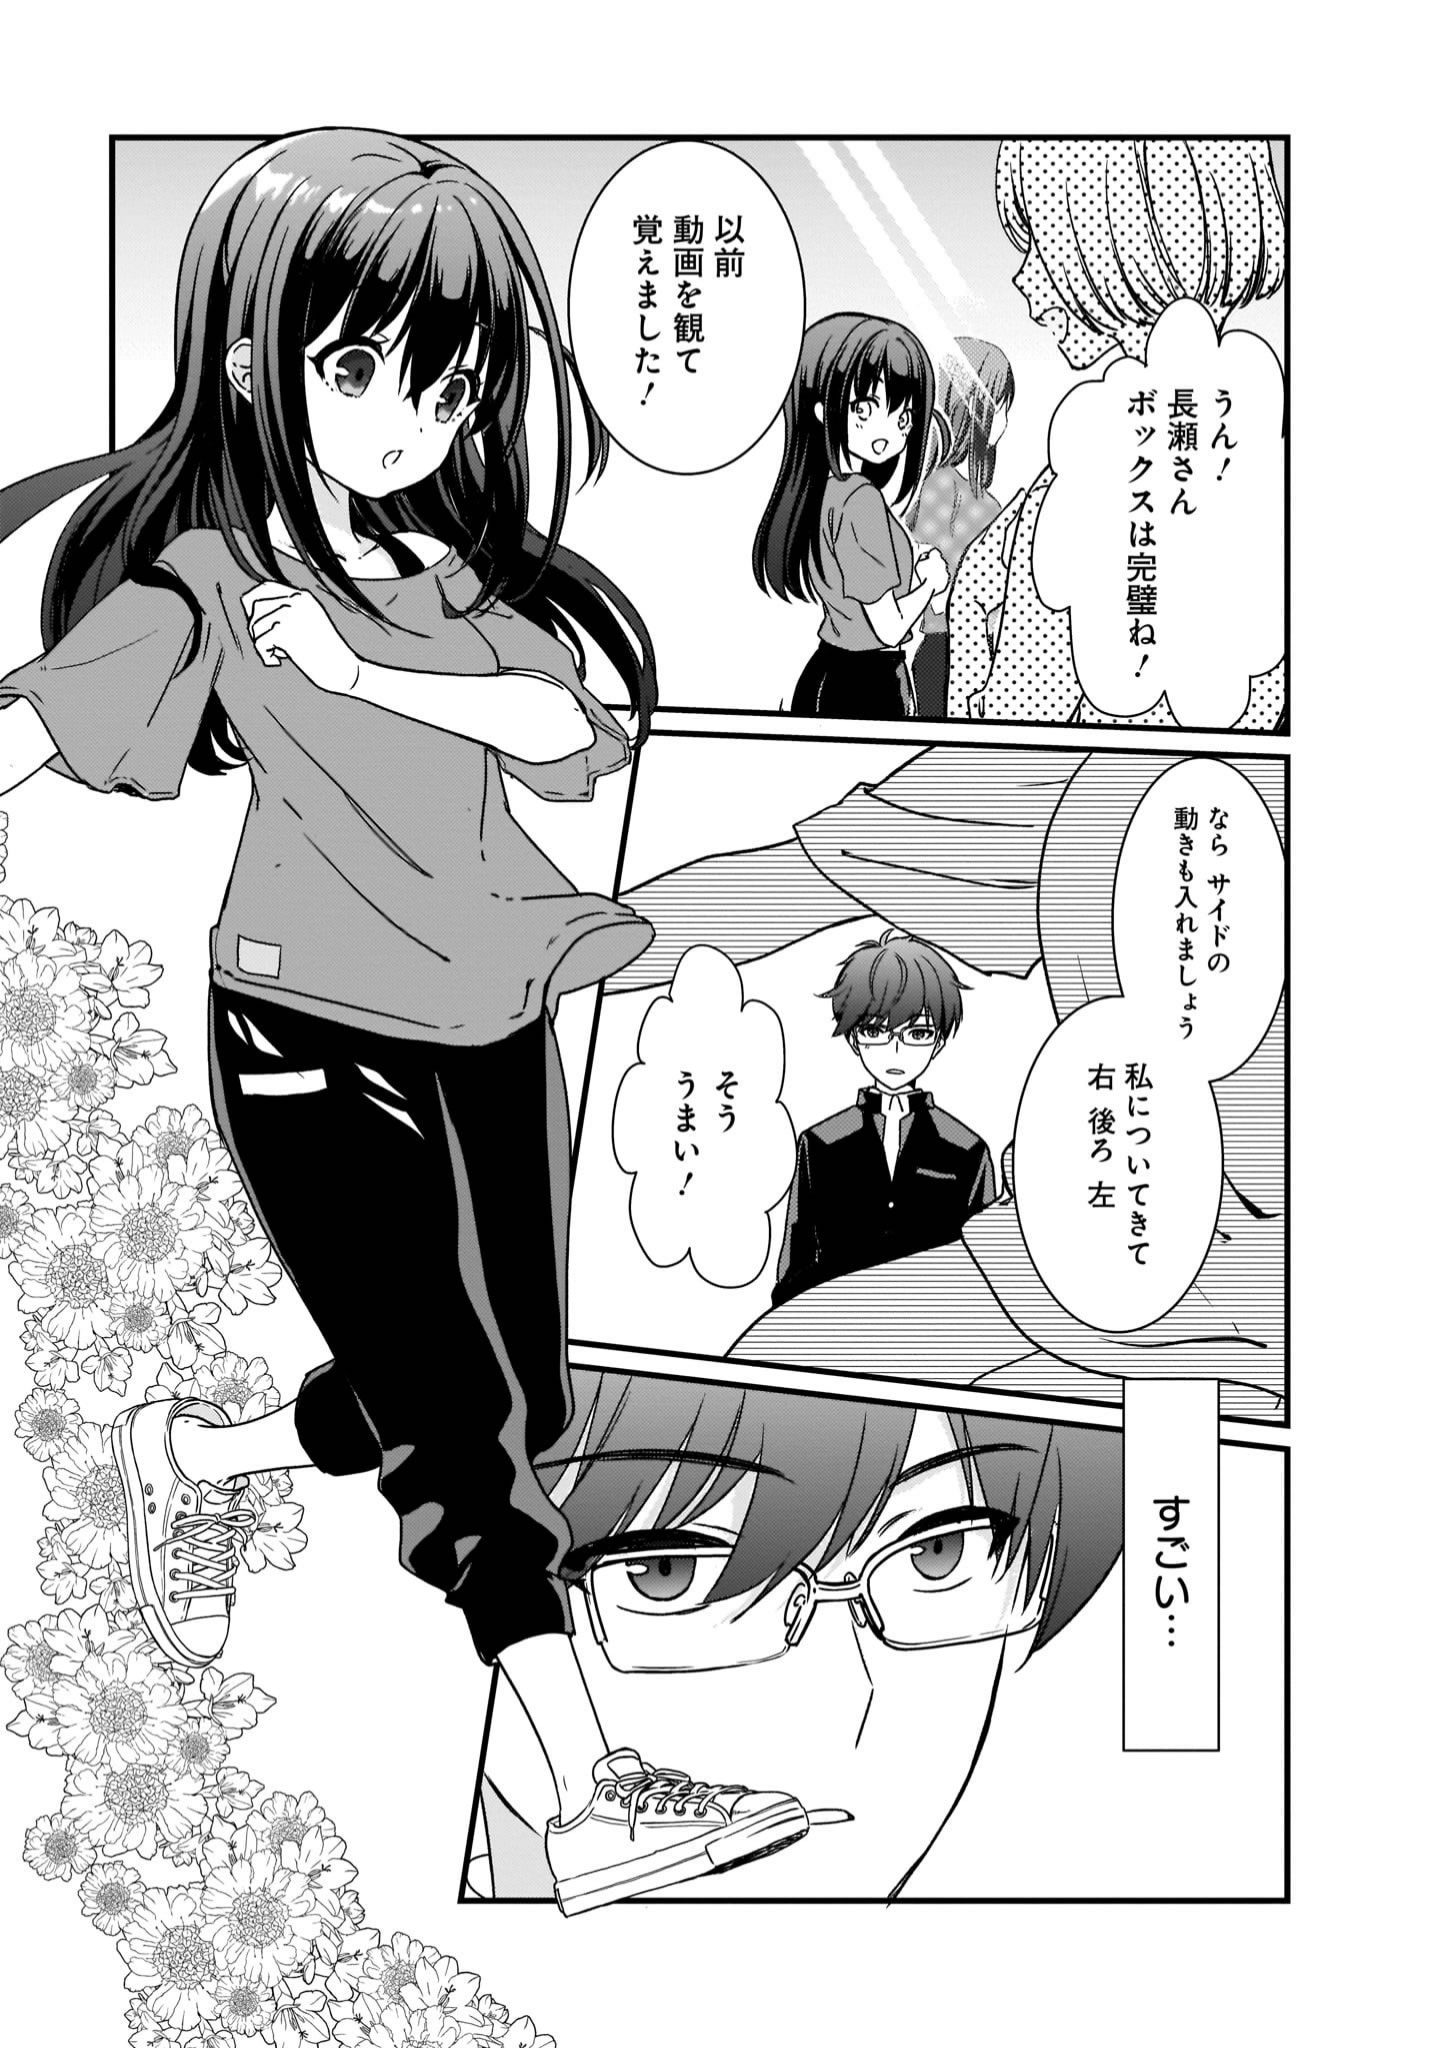 うん！
長瀬さん
ボックスは完璧ね！
以前
動画を観て
覚えました！
なら サイドの
動きも入れましょう
私についてきて
右 後ろ 左
そう
うまい！
すごい…